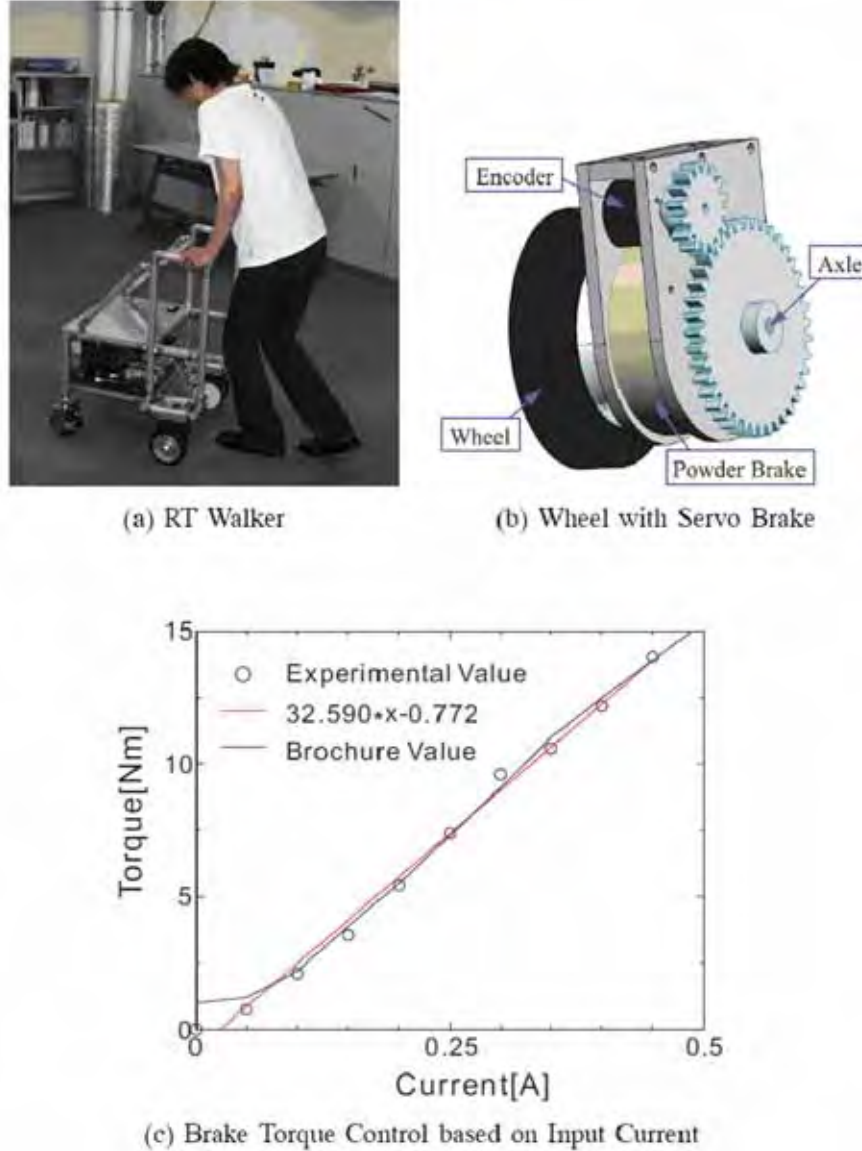 Encoder
Axle
Wheel
Powder Brake
(a) RT Walker
(b) Wheel with Servo Brake
15
Experimental Value
32.590*x-0.772
Brochure Value
10
Torque[Nm]
5
0
0
0.25
0.5
Current[A]
(c) Brake Torque Control based on Input Current